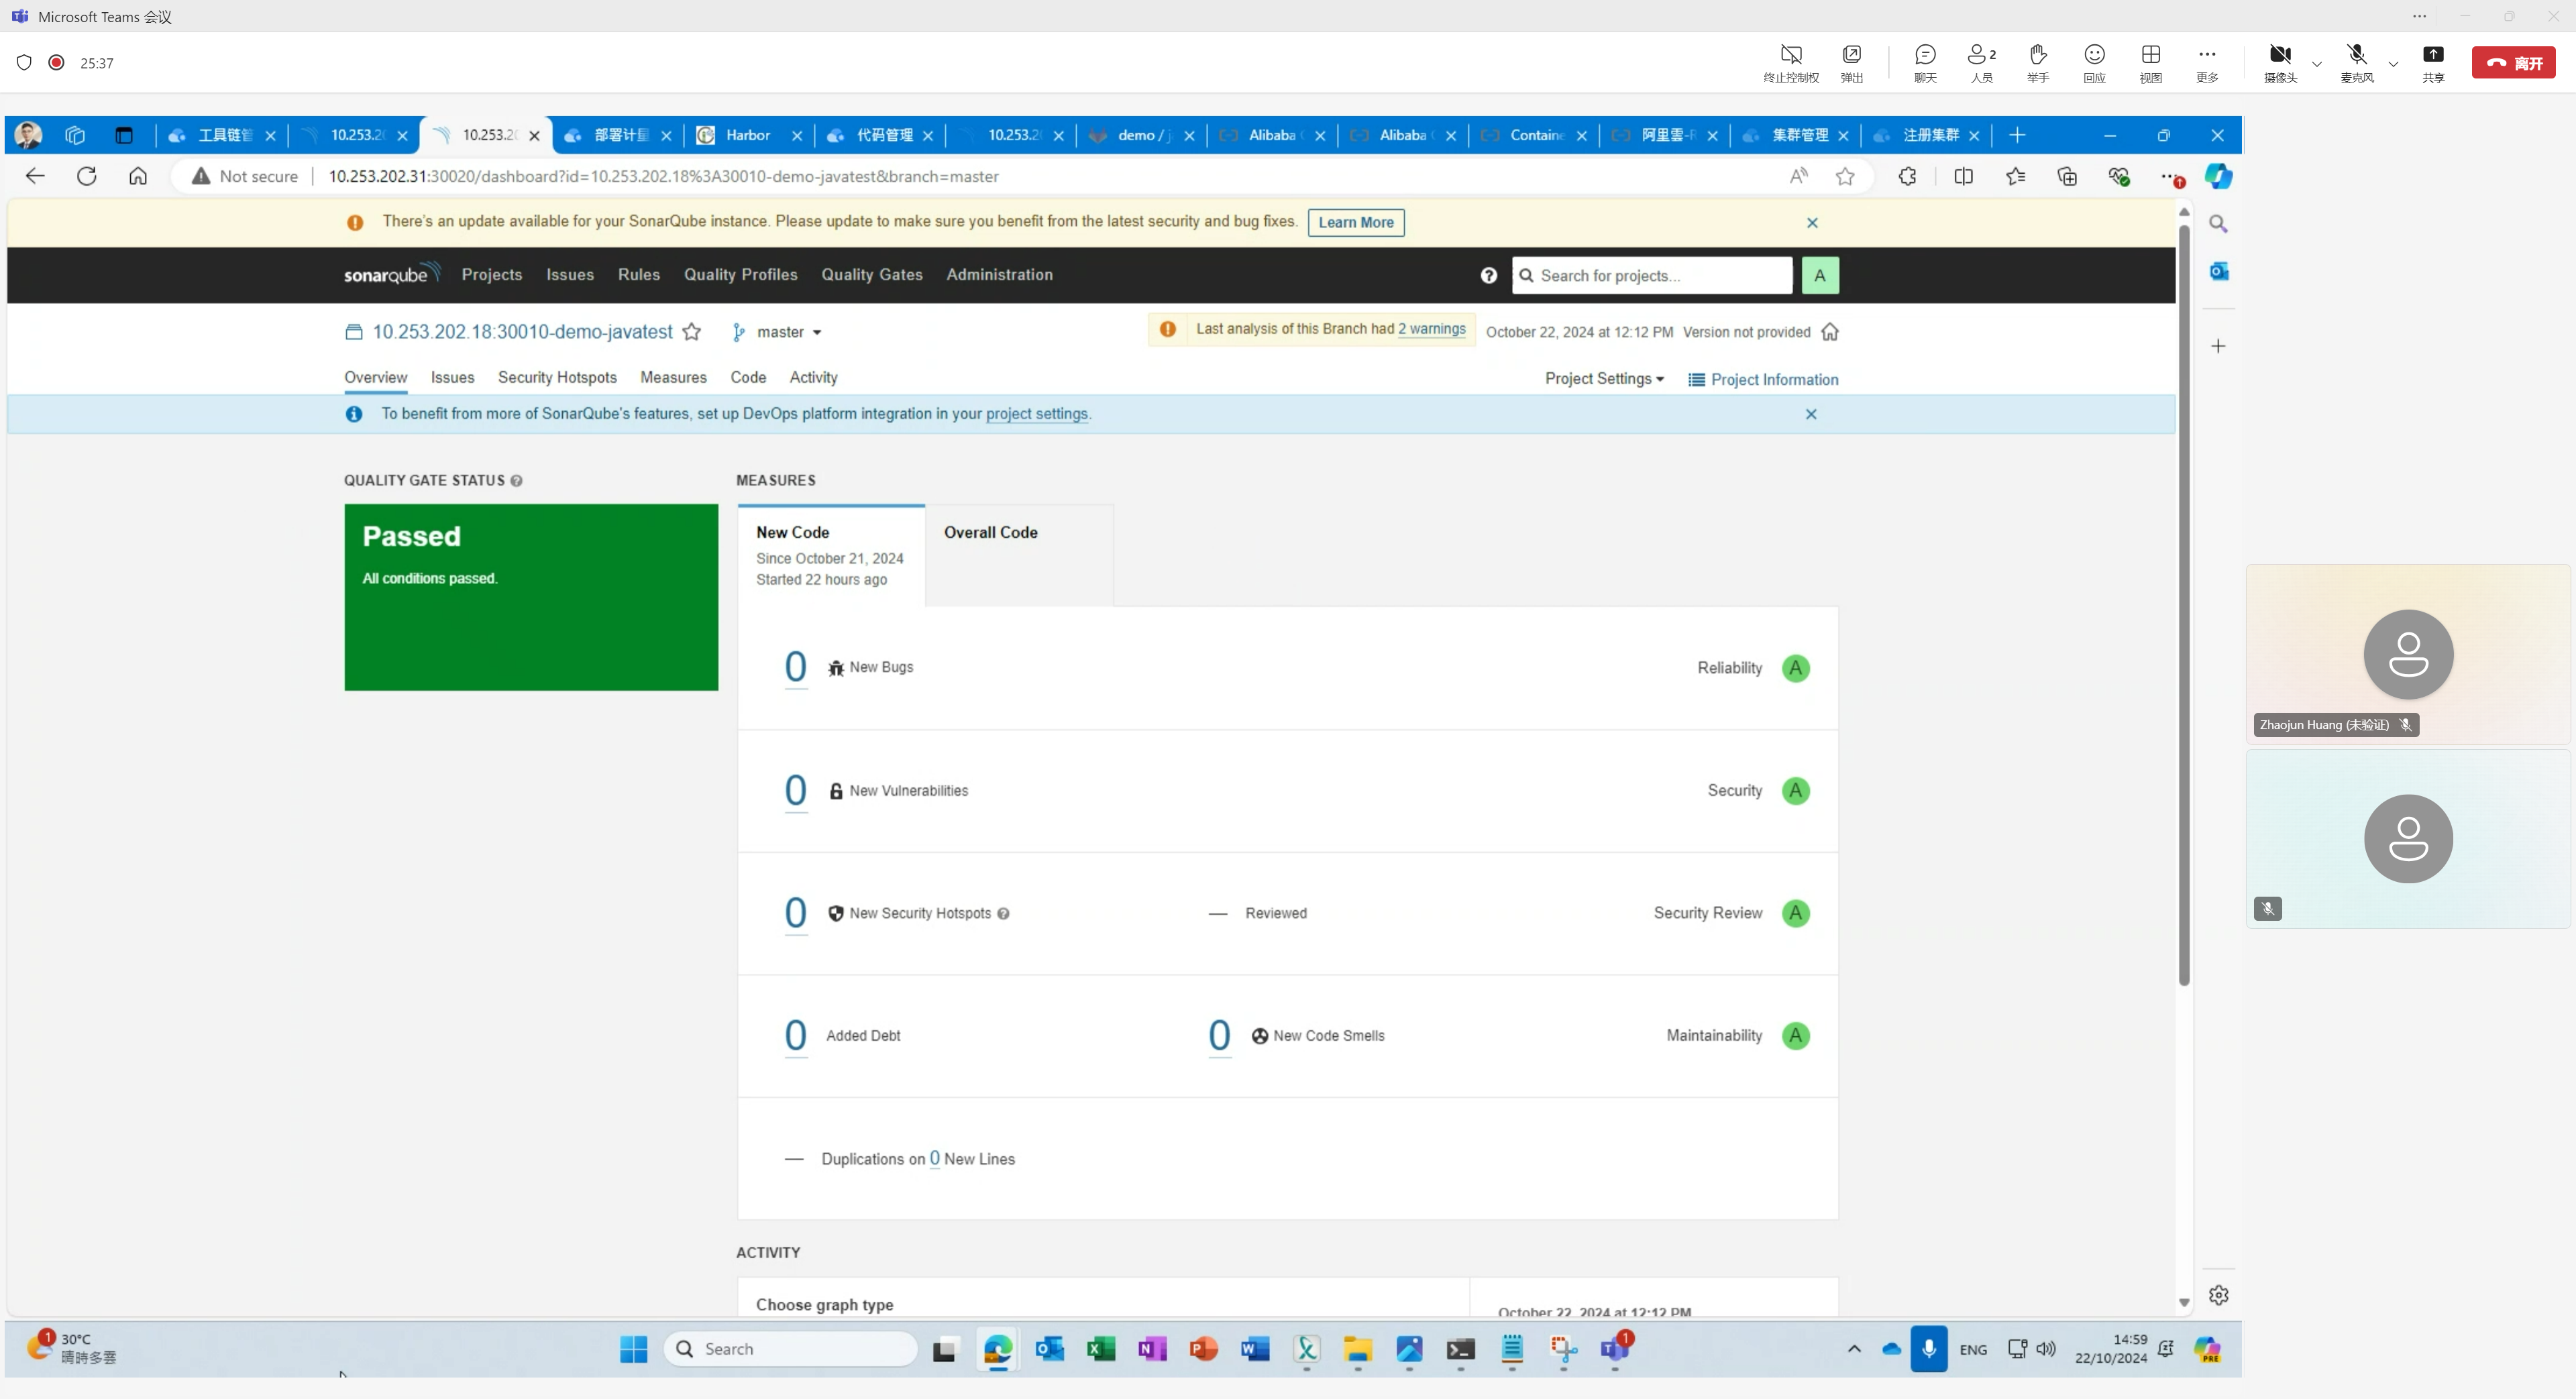 Microsoft Teams 会议
25:37
终止控制权 弹出 聊天 人员 2 举手 回应 视图 更多 摄像头 麦克风 共享 离开
工具链管 10.253.20 10.253.20 部署计量 Harbor 代码管理 10.253.2 demo / j Alibaba Alibaba Containe 阿里雲-R 集群管理 注册集群
Not secure 10.253.202.31:30020/dashboard?id=10.253.202.18%3A30010-demo-javatest&branch=master
There's an update available for your SonarQube instance. Please update to make sure you benefit from the latest security and bug fixes. Learn More
sonarqube Projects Issues Rules Quality Profiles Quality Gates Administration Search for projects... A
10.253.202.18:30010-demo-javatest master Last analysis of this Branch had 2 warnings October 22, 2024 at 12:12 PM Version not provided
Overview Issues Security Hotspots Measures Code Activity Project Settings Project Information
To benefit from more of SonarQube's features, set up DevOps platform integration in your project settings.
QUALITY GATE STATUS MEASURES
Passed
All conditions passed.
New Code Overall Code
Since October 21, 2024
Started 22 hours ago
0 New Bugs Reliability A
0 New Vulnerabilities Security A
0 New Security Hotspots — Reviewed Security Review A
0 Added Debt 0 New Code Smells Maintainability A
— Duplications on 0 New Lines
ACTIVITY
Choose graph type
October 22, 2024 at 12:12 PM
Zhaojun Huang (未验证)
1 30°C
晴時多雲
Search
1
ENG
14:59
22/10/2024
PRE